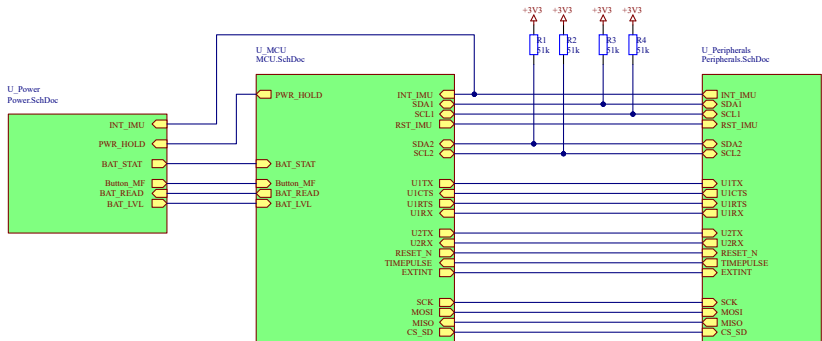 +3V3 +3V3 +3V3 +3V3
R1 R2 R3 R4
51k 51k 51k 51k
U_MCU
MCU.SchDoc
U_Peripherals
Peripherals.SchDoc
U_Power
Power.SchDoc
INT_IMU
PWR_HOLD
BAT_STAT
Button_MF
BAT_READ
BAT_LVL
PWR_HOLD
BAT_STAT
Button_MF
BAT_READ
BAT_LVL
INT_IMU
SDA1
SCL1
RST_IMU
SDA2
SCL2
U1TX
U1CTS
U1RTS
U1RX
U2TX
U2RX
RESET_N
TIMEPULSE
EXTINT
SCK
MOSI
MISO
CS_SD
INT_IMU
SDA1
SCL1
RST_IMU
SDA2
SCL2
U1TX
U1CTS
U1RTS
U1RX
U2TX
U2RX
RESET_N
TIMEPULSE
EXTINT
SCK
MOSI
MISO
CS_SD